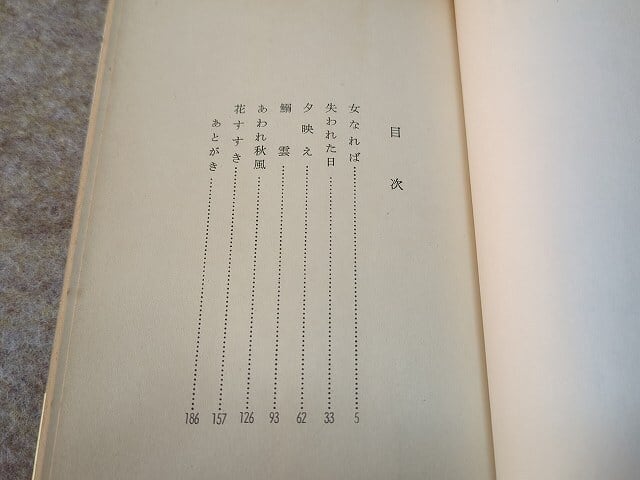 目次
女なれば……………………………5
失われた日……………………………33
夕映え……………………………62
鰯雲……………………………93
あわれ秋風……………………………126
花すすき……………………………157
あとがき……………………………186